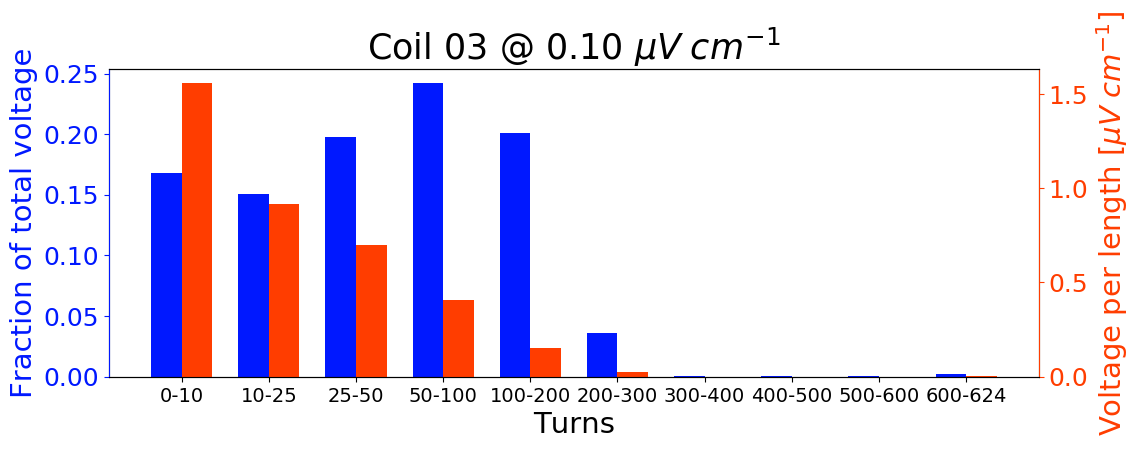 Coil 03 @ 0.10 μV cm⁻¹
Fraction of total voltage
0.25
0.20
0.15
0.10
0.05
0.00
1.5
1.0
0.5
0.0
Voltage per length [μV cm⁻¹]
0-10 10-25 25-50 50-100 100-200 200-300 300-400 400-500 500-600 600-624
Turns